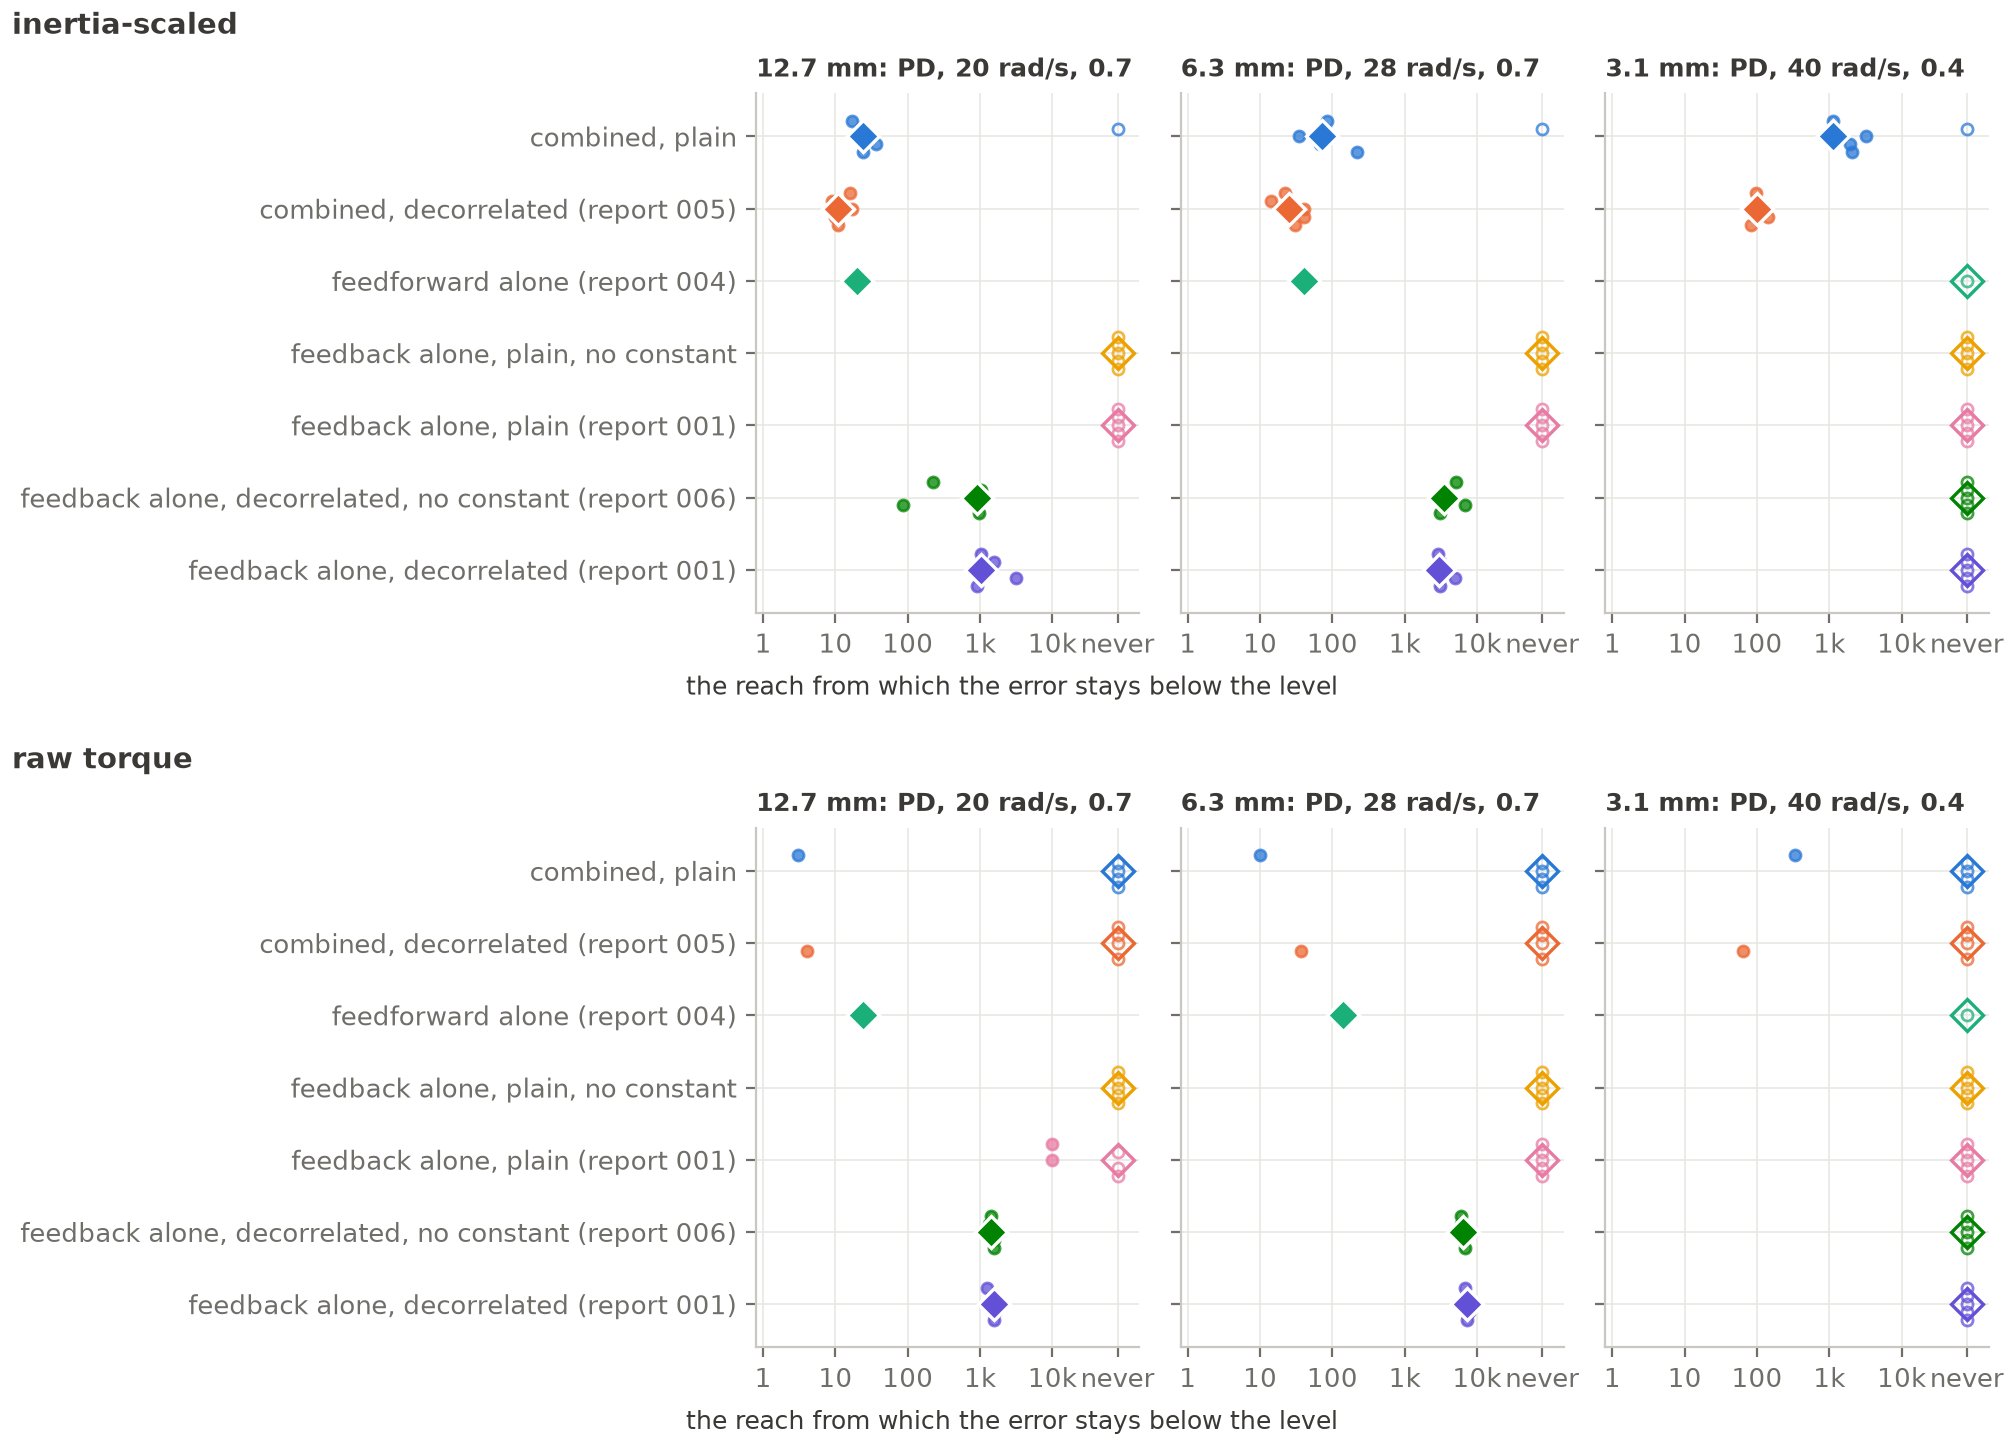 inertia-scaled
12.7 mm: PD, 20 rad/s, 0.7
6.3 mm: PD, 28 rad/s, 0.7
3.1 mm: PD, 40 rad/s, 0.4
combined, plain
combined, decorrelated (report 005)
feedforward alone (report 004)
feedback alone, plain, no constant
feedback alone, plain (report 001)
feedback alone, decorrelated, no constant (report 006)
feedback alone, decorrelated (report 001)
1 10 100 1k 10k never
1 10 100 1k 10k never
1 10 100 1k 10k never
the reach from which the error stays below the level
raw torque
12.7 mm: PD, 20 rad/s, 0.7
6.3 mm: PD, 28 rad/s, 0.7
3.1 mm: PD, 40 rad/s, 0.4
combined, plain
combined, decorrelated (report 005)
feedforward alone (report 004)
feedback alone, plain, no constant
feedback alone, plain (report 001)
feedback alone, decorrelated, no constant (report 006)
feedback alone, decorrelated (report 001)
1 10 100 1k 10k never
1 10 100 1k 10k never
1 10 100 1k 10k never
the reach from which the error stays below the level